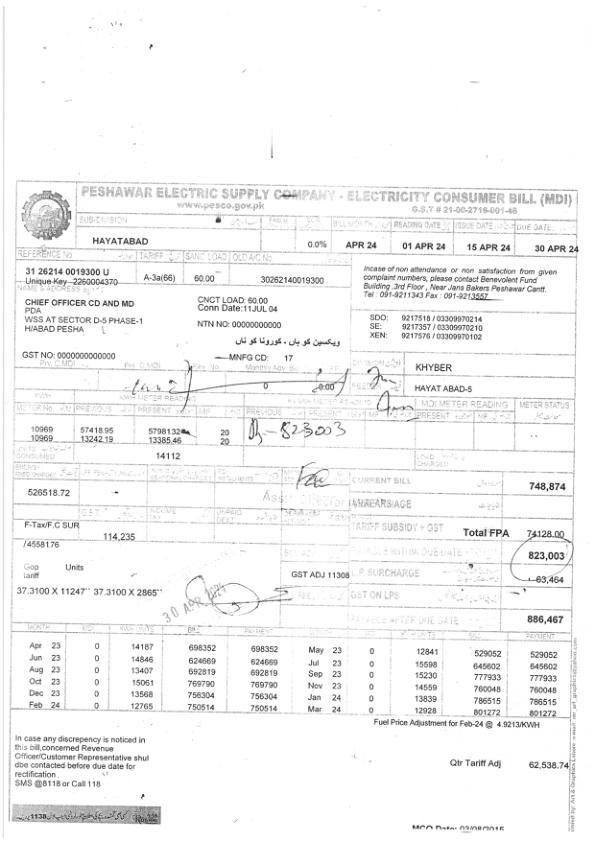 PESHAWAR ELECTRIC SUPPLY COMPANY - ELECTRICITY CONSUMER BILL (MDI)
www.pesco.gov.pk
G.S.T # 21-00-2716-001-46
SUB-DIVISION BILL MONTH READING DATE ISSUE DATE DUE DATE
HAYATABAD 0.0% APR 24 01 APR 24 15 APR 24 30 APR 24
REFERENCE No TARIFF SANC LOAD OLD A/C No
31 26214 0019300 U A-3a(66) 60.00 30262140019300
Unique Key 2260004370
Incase of non attendance or non satisfaction from given
complaint numbers, please contact Benevolent Fund
Building ,3rd Floor , Near Jans Bakers Peshawar Cantt.
Tel : 091-9211343 Fax : 091-9213557
NAME & ADDRESS
CHIEF OFFICER CD AND MD
PDA
WSS AT SECTOR D-5 PHASE-1
H/ABAD PESHA
CNCT LOAD: 60.00
Conn Date:11JUL 04
NTN NO: 00000000000
SDO: 9217518 / 03309970214
SE: 9217357 / 03309970210
XEN: 9217576 / 03309970102
ویکسین کو ہاں، کورونا کو ناں
GST NO: 0000000000000 MNFG CD: 17
KHYBER
0 0.00
HAYAT ABAD-5
KWH METER READING MDI METER READING METER STATUS
METER No PREVIOUS PRESENT MF PREVIOUS PRESENT MF PRESENT MF
10969 57418.95 20
10969 13242.19 13385.46 20
823003
CONSUMED 14112
CURRENT BILL 748,874
526518.72
ARREARS/AGE
TARIFF SUBSIDY + GST Total FPA 74128.00
F-Tax/F.C SUR 114,235
/4558176
PAYABLE WITHIN DUE DATE 823,003
Gop tariff Units
GST ADJ 11308
L.P. SURCHARGE 63,464
37.3100 X 11247 37.3100 X 2865
GST ON LPS
30 APR 2024
PAYABLE AFTER DUE DATE 886,467
MONTH MDI KWH UNITS BILL PAYMENT MONTH MDI KWH UNITS BILL PAYMENT
Apr 23 0 14187 698352 698352 May 23 0 12841 529052 529052
Jun 23 0 14846 624669 624669 Jul 23 0 15598 645602 645602
Aug 23 0 13407 692819 692819 Sep 23 0 15230 777933 777933
Oct 23 0 15061 769790 769790 Nov 23 0 14559 760048 760048
Dec 23 0 13568 756304 756304 Jan 24 0 13839 786515 786515
Feb 24 0 12765 750514 750514 Mar 24 0 12928 801272 801272
Fuel Price Adjustment for Feb-24 @ 4.9213/KWH
In case any discrepency is noticed in
this bill,concerned Revenue
Officer/Customer Representative shul
dbe contacted before due date for
rectification .
SMS @8118 or Call 118
Qtr Tariff Adj 62,538.74
MCO Date: 03/08/2015